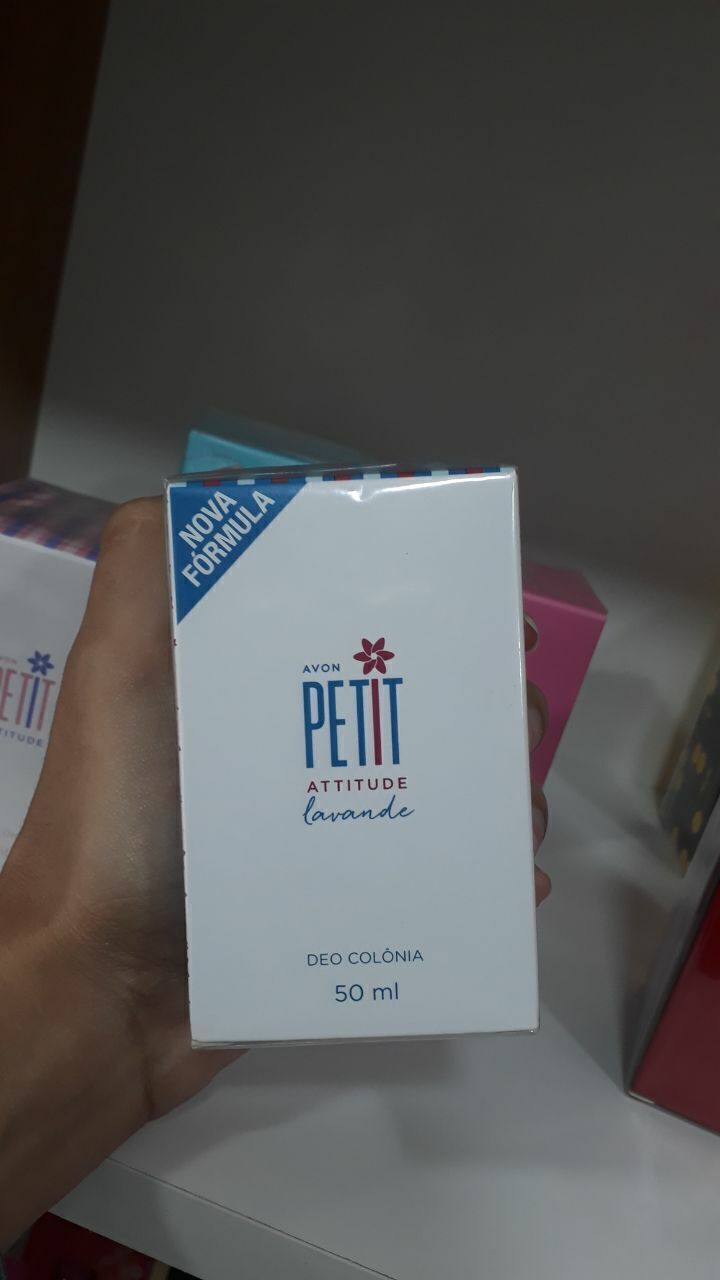 NOVA
FÓRMULA
AVON
PETIT
ATTITUDE
lavande
DEO COLÔNIA
50 ml